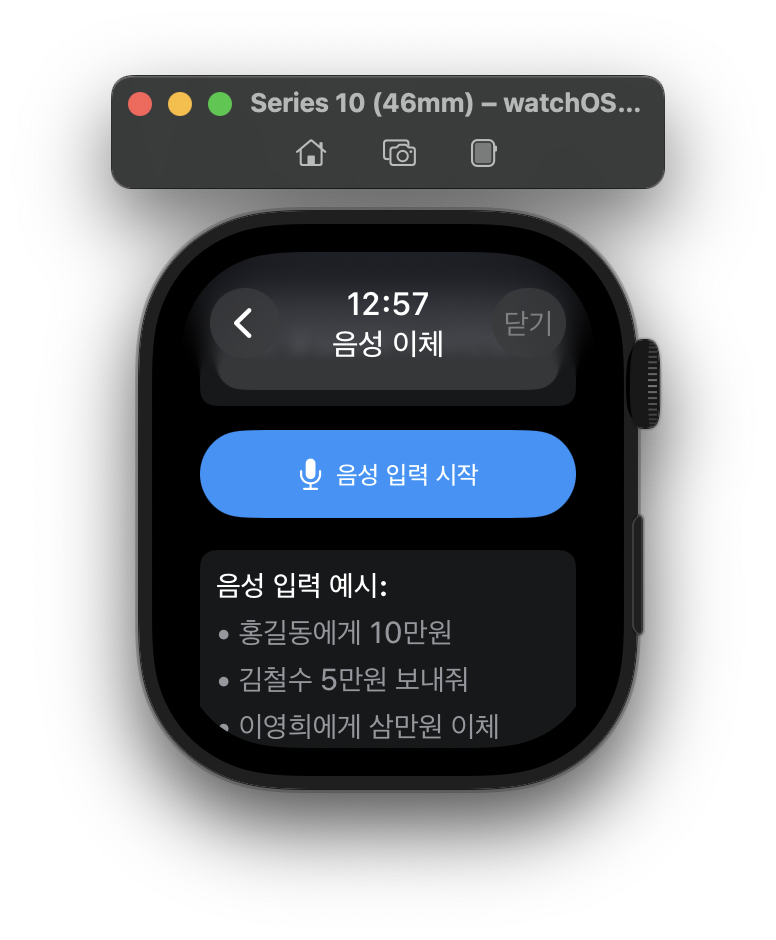 Series 10 (46mm) – watchOS...
12:57
음성 이체
닫기
음성 입력 시작
음성 입력 예시:
• 홍길동에게 10만원
• 김철수 5만원 보내줘
• 이영희에게 삼만원 이체